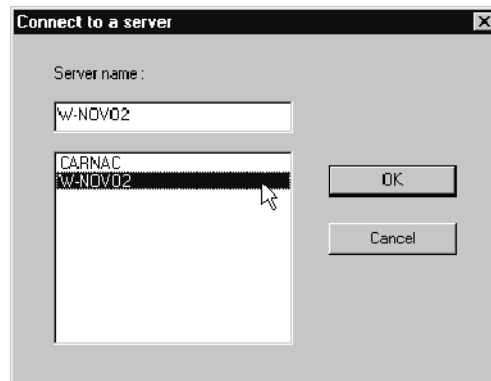 Connect to a server
Server name :
W-NOV02
CARNAC
W-NOV02
OK
Cancel